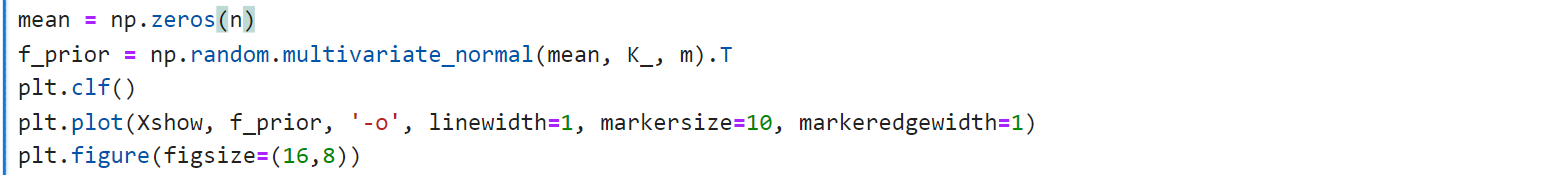 mean = np.zeros(n)
f_prior = np.random.multivariate_normal(mean, K_, m).T
plt.clf()
plt.plot(Xshow, f_prior, '-o', linewidth=1, markersize=10, markeredgewidth=1)
plt.figure(figsize=(16,8))